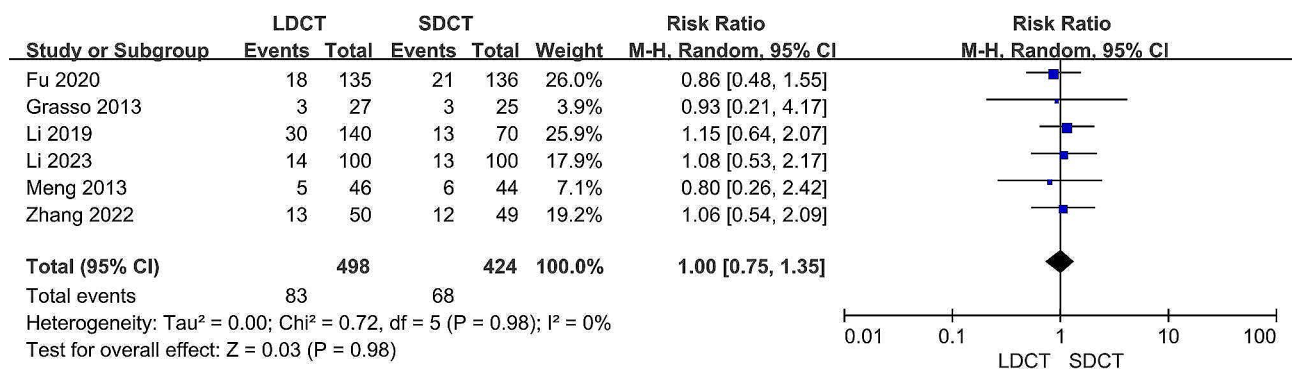 LDCT SDCT Risk Ratio Risk Ratio
Study or Subgroup Events Total Events Total Weight M-H, Random, 95% CI M-H, Random, 95% CI
Fu 2020 18 135 21 136 26.0% 0.86 [0.48, 1.55]
Grasso 2013 3 27 3 25 3.9% 0.93 [0.21, 4.17]
Li 2019 30 140 13 70 25.9% 1.15 [0.64, 2.07]
Li 2023 14 100 13 100 17.9% 1.08 [0.53, 2.17]
Meng 2013 5 46 6 44 7.1% 0.80 [0.26, 2.42]
Zhang 2022 13 50 12 49 19.2% 1.06 [0.54, 2.09]
Total (95% CI) 498 424 100.0% 1.00 [0.75, 1.35]
Total events 83 68
Heterogeneity: Tau² = 0.00; Chi² = 0.72, df = 5 (P = 0.98); I² = 0%
Test for overall effect: Z = 0.03 (P = 0.98)
0.01 0.1 1 10 100
LDCT SDCT